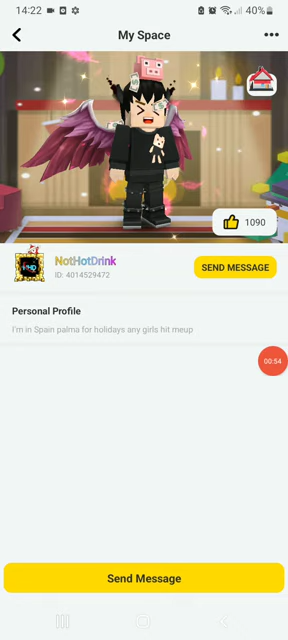 14:22
40%
My Space
1090
NotHotDrink
ID: 4014529472
SEND MESSAGE
Personal Profile
I'm in Spain palma for holidays any girls hit meup
00:54
Send Message